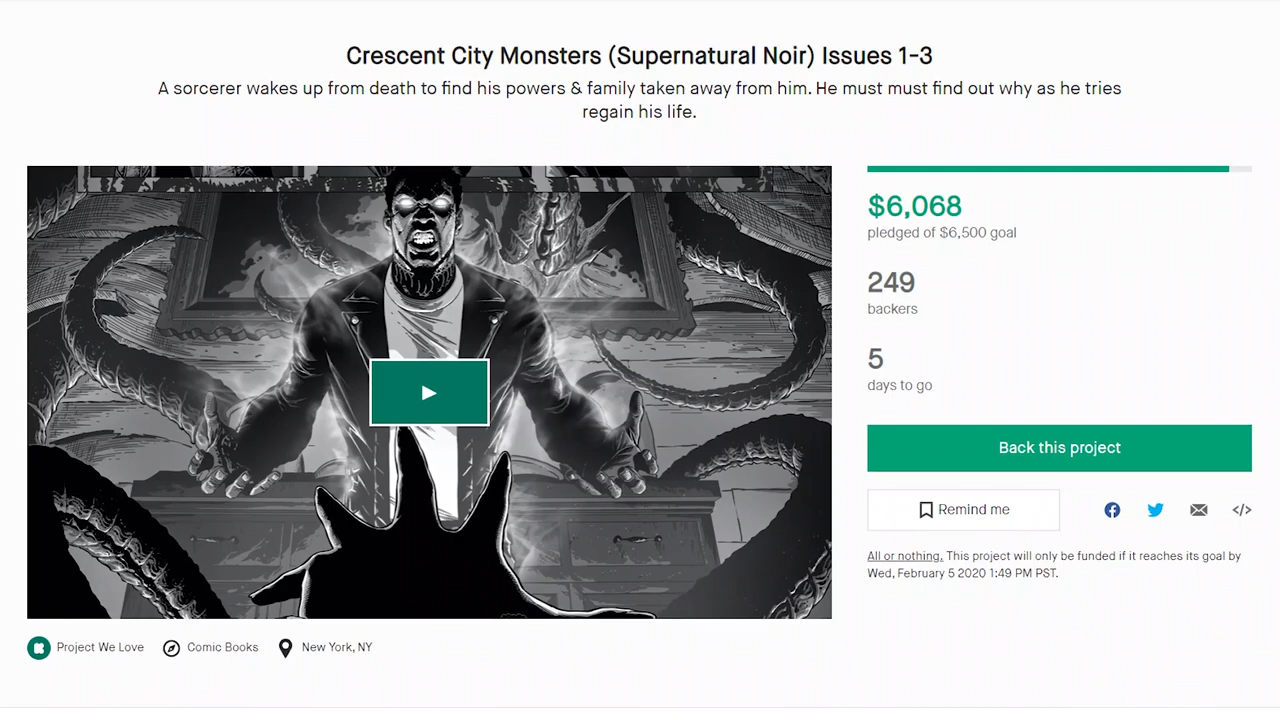 Crescent City Monsters (Supernatural Noir) Issues 1-3
A sorcerer wakes up from death to find his powers & family taken away from him. He must must find out why as he tries
regain his life.
$6,068
pledged of $6,500 goal
249
backers
5
days to go
Back this project
Remind me
All or nothing. This project will only be funded if it reaches its goal by
Wed, February 5 2020 1:49 PM PST.
Project We Love
Comic Books
New York, NY